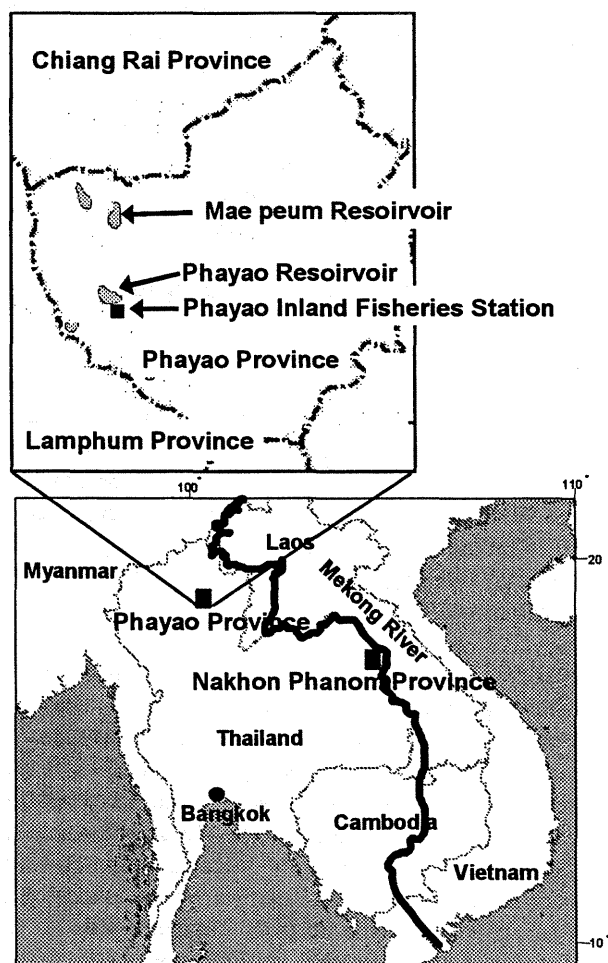 Chiang Rai Province
Mae peum Resoirvoir
Phayao Resoirvoir
Phayao Inland Fisheries Station
Phayao Province
Lamphum Province
100°
110°
Laos
20
Myanmar
Mekong River
Phayao Province
Nakhon Phanom Province
Thailand
Bangkok
Cambodia
Vietnam
10°